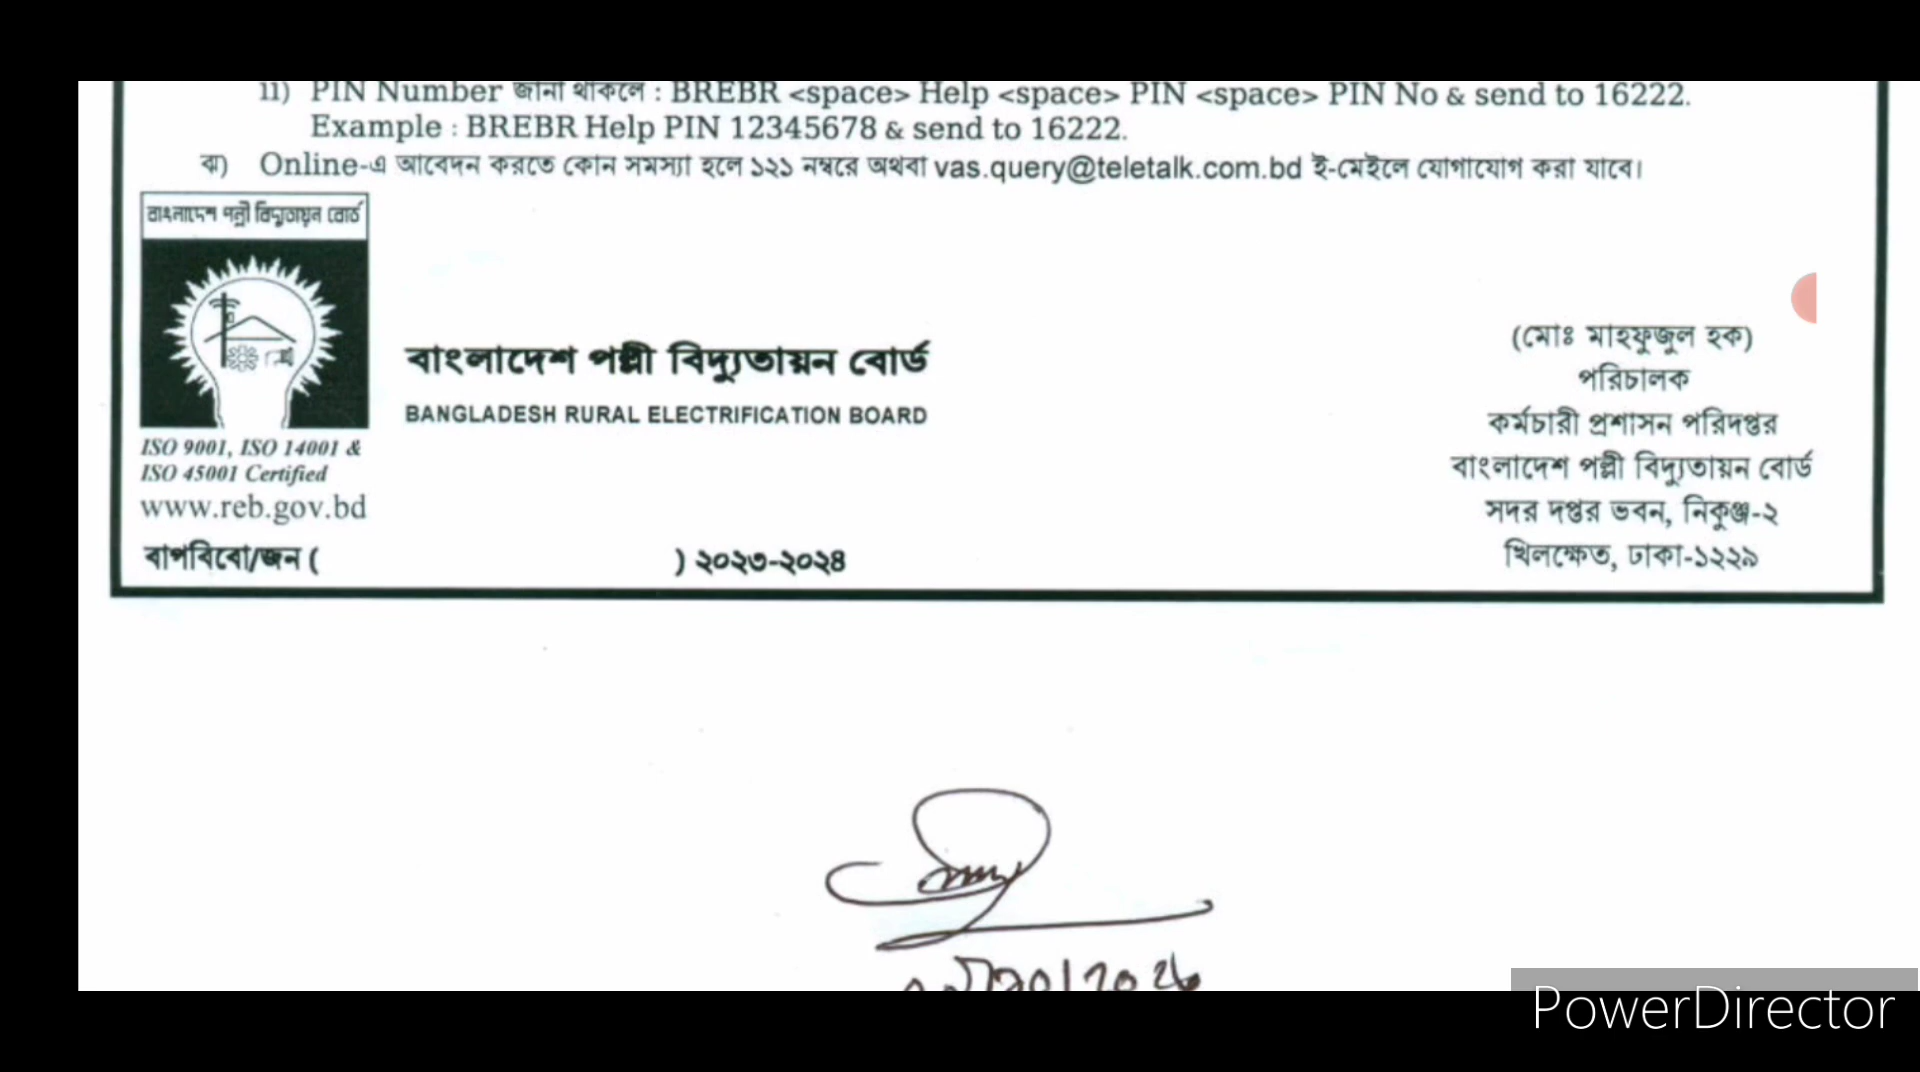 ii) PIN Number জানা থাকলে : BREBR <space> Help <space> PIN <space> PIN No & send to 16222.
Example : BREBR Help PIN 12345678 & send to 16222.
ঝ) Online-এ আবেদন করতে কোন সমস্যা হলে ১২১ নম্বরে অথবা vas.query@teletalk.com.bd ই-মেইলে যোগাযোগ করা যাবে।
বাংলাদেশ পল্লী বিদ্যুতায়ন বোর্ড
বাংলাদেশ পল্লী বিদ্যুতায়ন বোর্ড
BANGLADESH RURAL ELECTRIFICATION BOARD
ISO 9001, ISO 14001 &
ISO 45001 Certified
www.reb.gov.bd
বাপবিবো/জন ( ) ২০২৩-২০২৪
(মোঃ মাহফুজুল হক)
পরিচালক
কর্মচারী প্রশাসন পরিদপ্তর
বাংলাদেশ পল্লী বিদ্যুতায়ন বোর্ড
সদর দপ্তর ভবন, নিকুঞ্জ-২
খিলক্ষেত, ঢাকা-১২২৯
PowerDirector